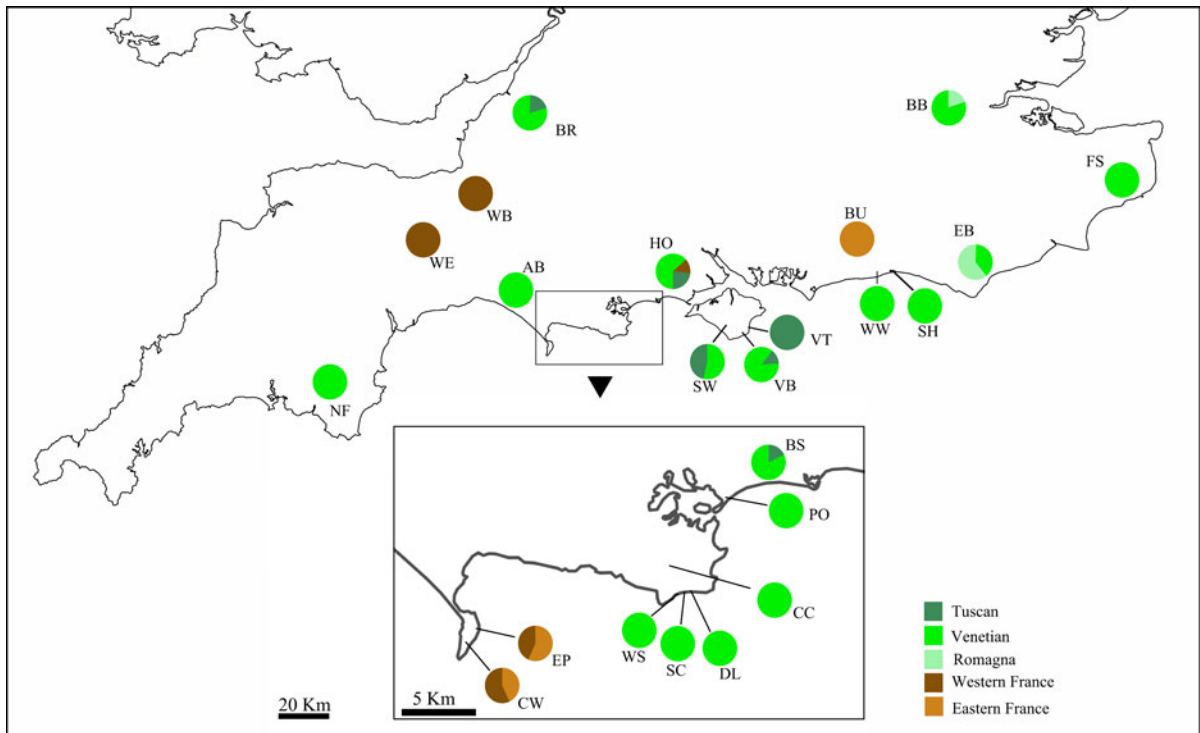 BR
BB
FS
WB
WE
HO
BU
EB
AB
WW
SH
VT
SW
VB
NF
BS
PO
CC
WS
SC
DL
EP
CW
20 Km
5 Km
Tuscan
Venetian
Romagna
Western France
Eastern France